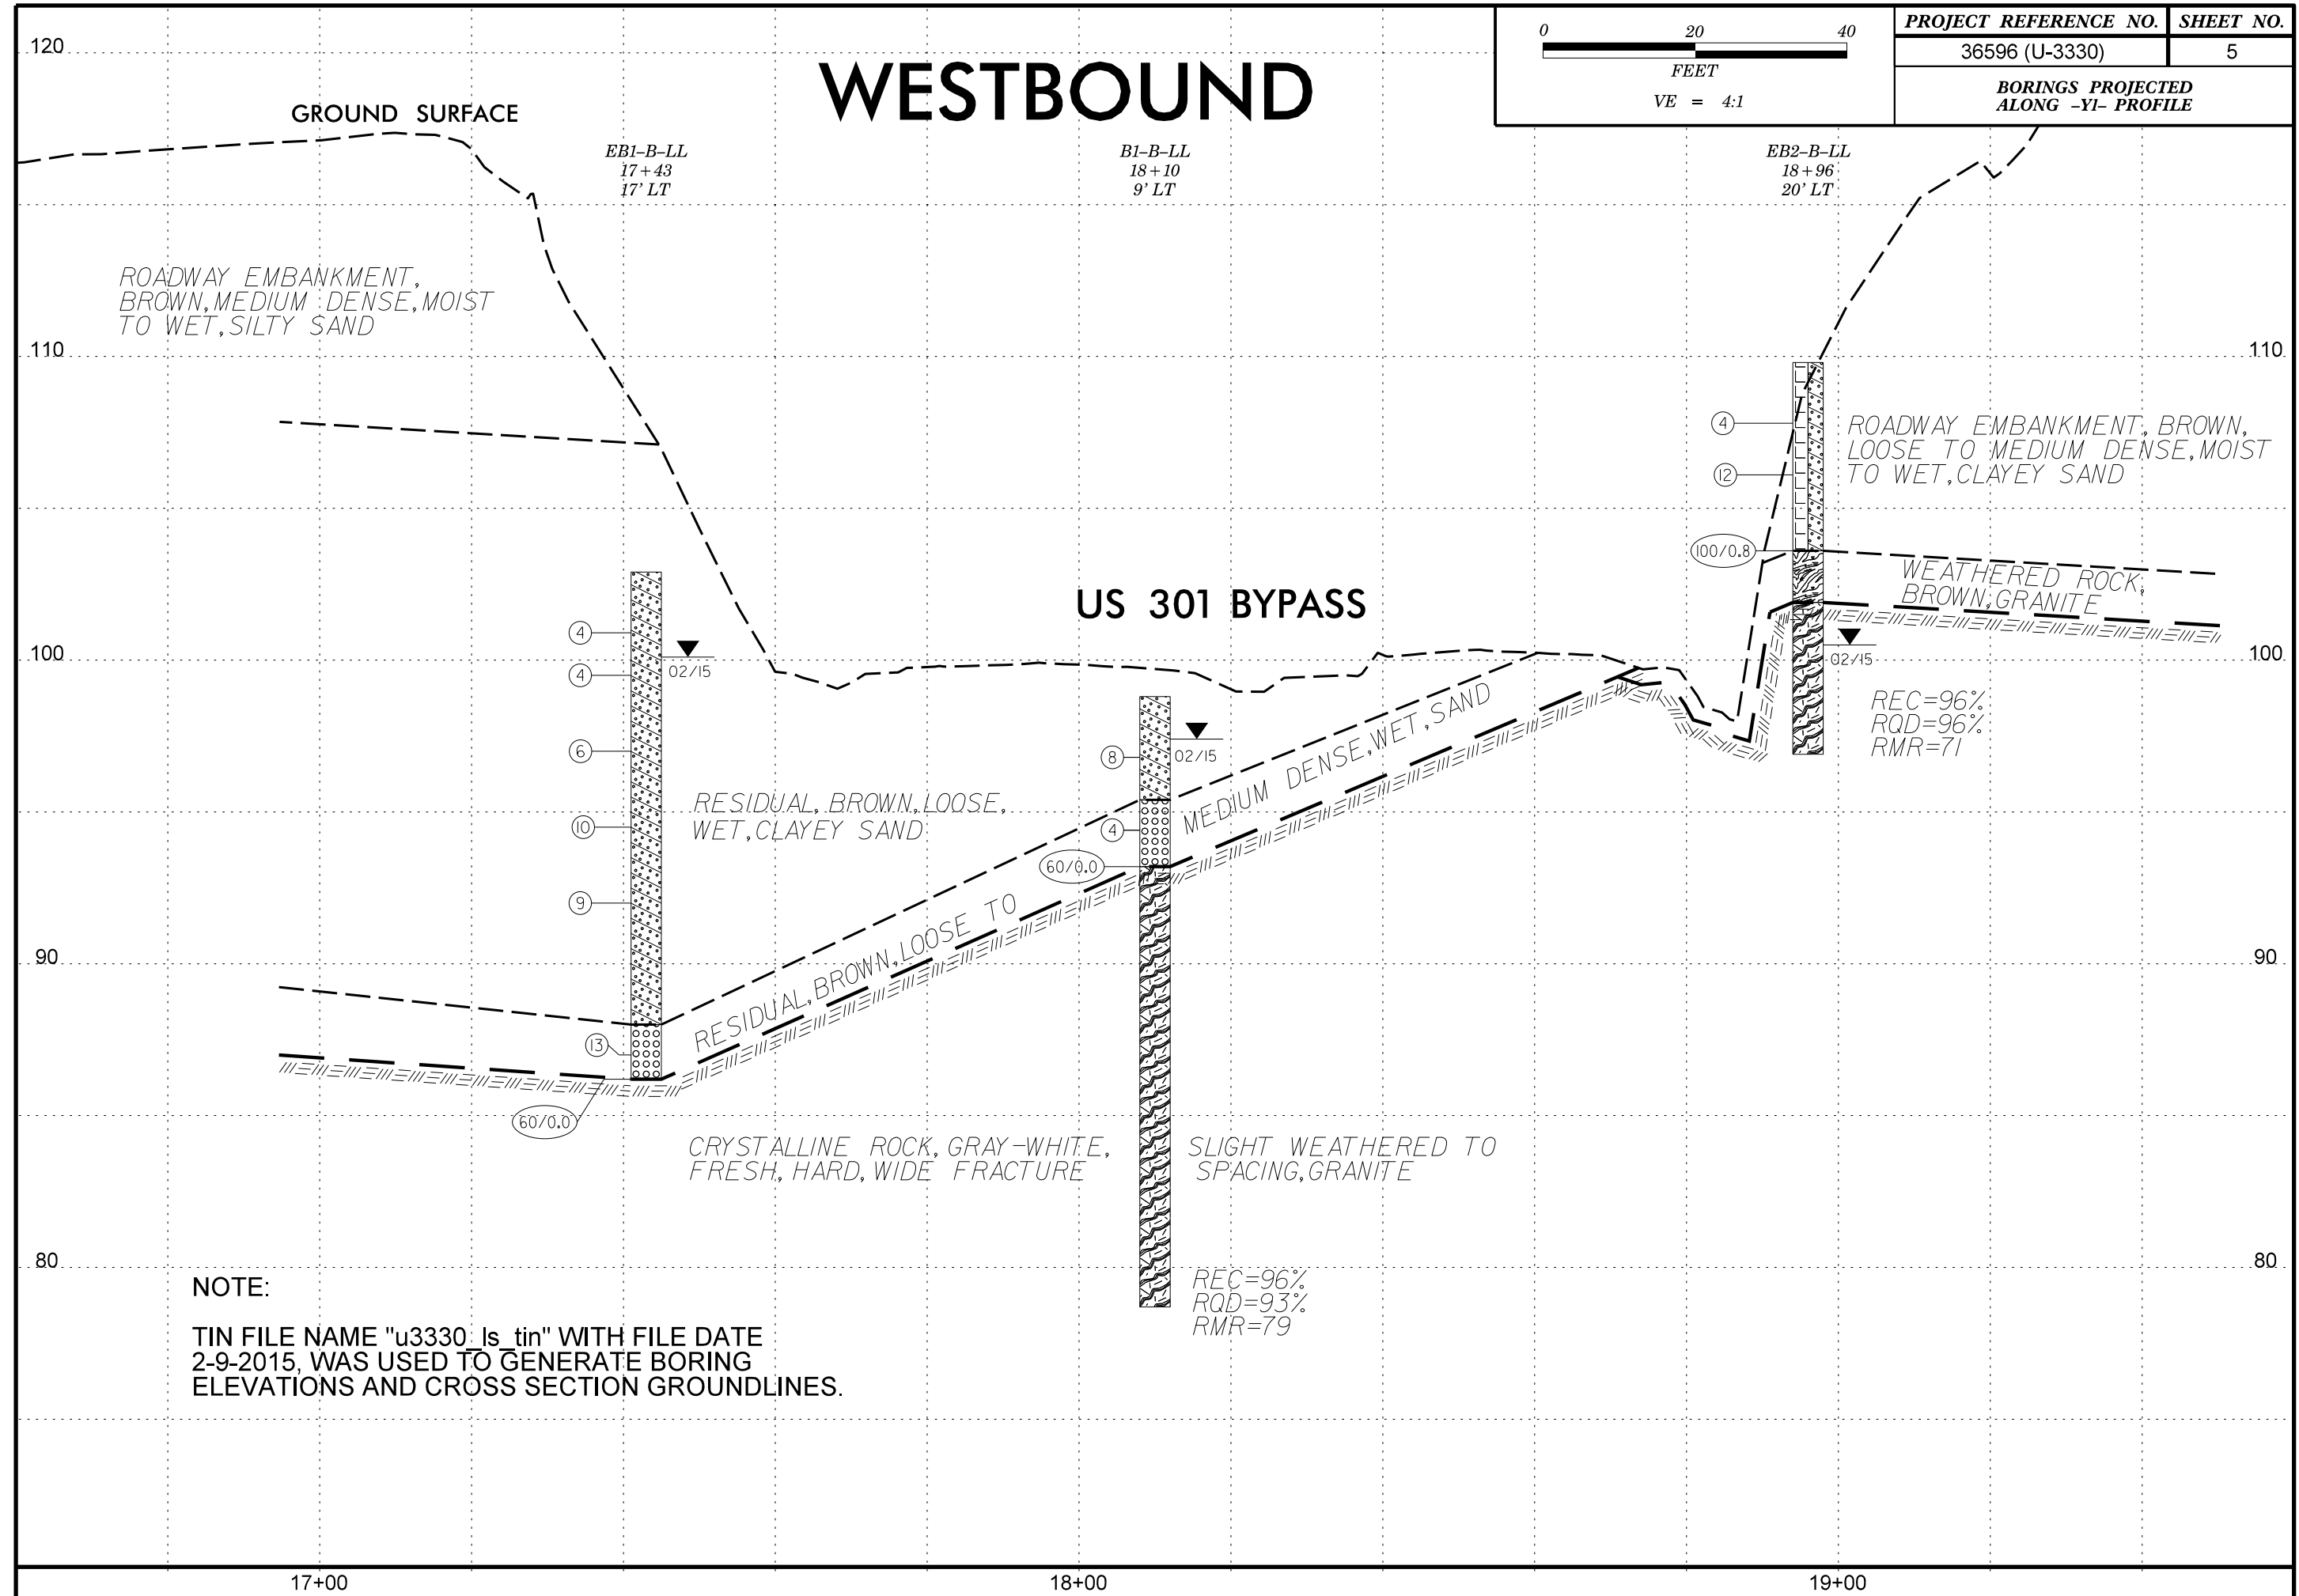 PROJECT REFERENCE NO.
SHEET NO.
36596 (U-3330)
5
BORINGS PROJECTED
ALONG -Y1- PROFILE
0 20 40
FEET
VE = 4:1
WESTBOUND
120
GROUND SURFACE
EB1-B-LL
17+43
17' LT
B1-B-LL
18+10
9' LT
EB2-B-LL
18+96
20' LT
ROADWAY EMBANKMENT,
BROWN, MEDIUM DENSE, MOIST
TO WET, SILTY SAND
110
110
4
12
100/0.8
ROADWAY EMBANKMENT, BROWN,
LOOSE TO MEDIUM DENSE, MOIST
TO WET, CLAYEY SAND
WEATHERED ROCK,
BROWN, GRANITE
US 301 BYPASS
100
100
4
4
6
10
9
13
60/0.0
02/15
8
4
60/0.0
02/15
02/15
REC=96%
RQD=96%
RMR=71
RESIDUAL, BROWN, LOOSE,
WET, CLAYEY SAND
RESIDUAL, BROWN, LOOSE TO
MEDIUM DENSE, WET, SAND
90
90
CRYSTALLINE ROCK, GRAY-WHITE, SLIGHT WEATHERED TO
FRESH, HARD, WIDE FRACTURE SPACING, GRANITE
80
80
REC=96%
RQD=93%
RMR=79
NOTE:
TIN FILE NAME "u3330_ls_tin" WITH FILE DATE
2-9-2015, WAS USED TO GENERATE BORING
ELEVATIONS AND CROSS SECTION GROUNDLINES.
17+00
18+00
19+00